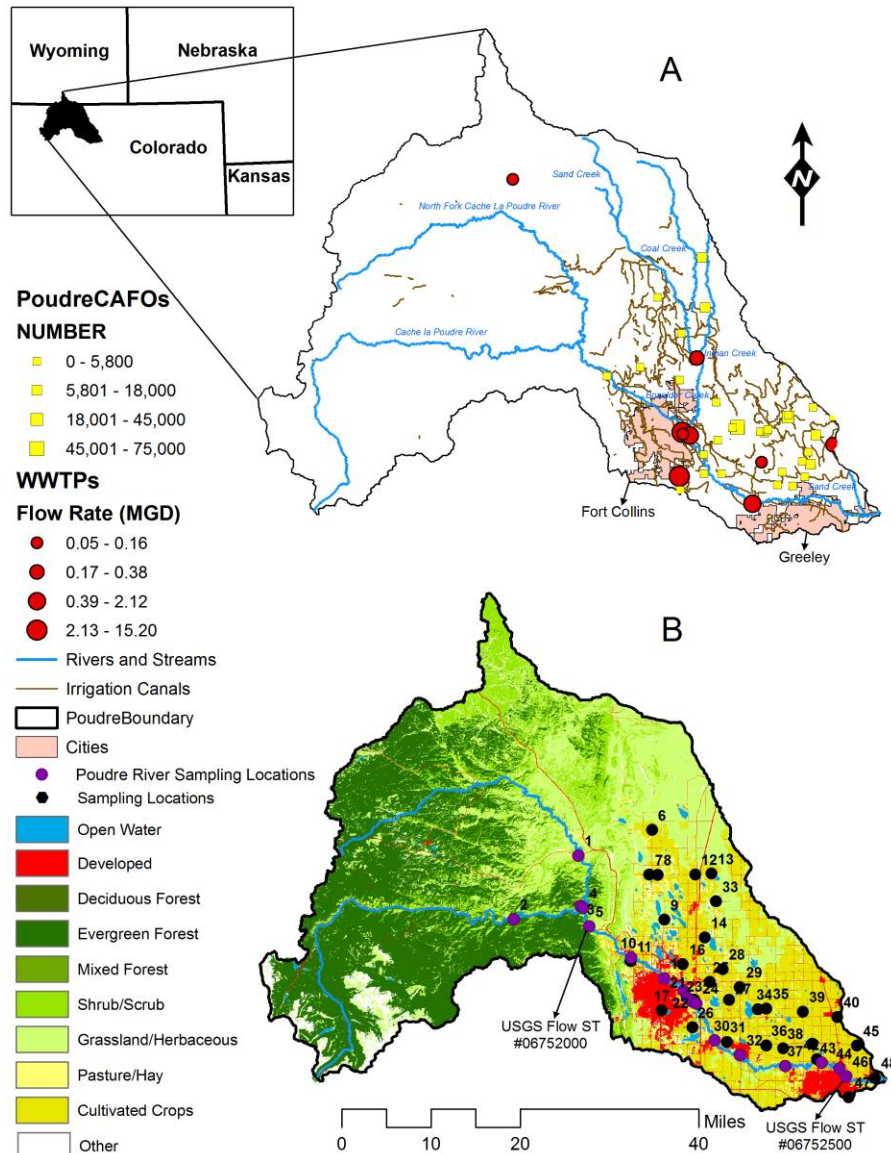 Wyoming
Nebraska
Colorado
Kansas
A
N
Sand Creek
North Fork Cache La Poudre River
Coal Creek
Cache la Poudre River
Indian Creek
Boxelder Creek
Sand Creek
Fort Collins
Greeley
PoudreCAFOs
NUMBER
0 - 5,800
5,801 - 18,000
18,001 - 45,000
45,001 - 75,000
WWTPs
Flow Rate (MGD)
0.05 - 0.16
0.17 - 0.38
0.39 - 2.12
2.13 - 15.20
Rivers and Streams
Irrigation Canals
PoudreBoundary
Cities
Poudre River Sampling Locations
Sampling Locations
Open Water
Developed
Deciduous Forest
Evergreen Forest
Mixed Forest
Shrub/Scrub
Grassland/Herbaceous
Pasture/Hay
Cultivated Crops
Other
B
6
1
78
12 13
33
4
2
35
9
14
10
11
16
28
29
21
23
24
27
17
22
34 35
39
40
26
30 31
32
36
38
45
37
43
44
46
47
48
USGS Flow ST
#06752000
USGS Flow ST
#06752500
Miles
0
20
40